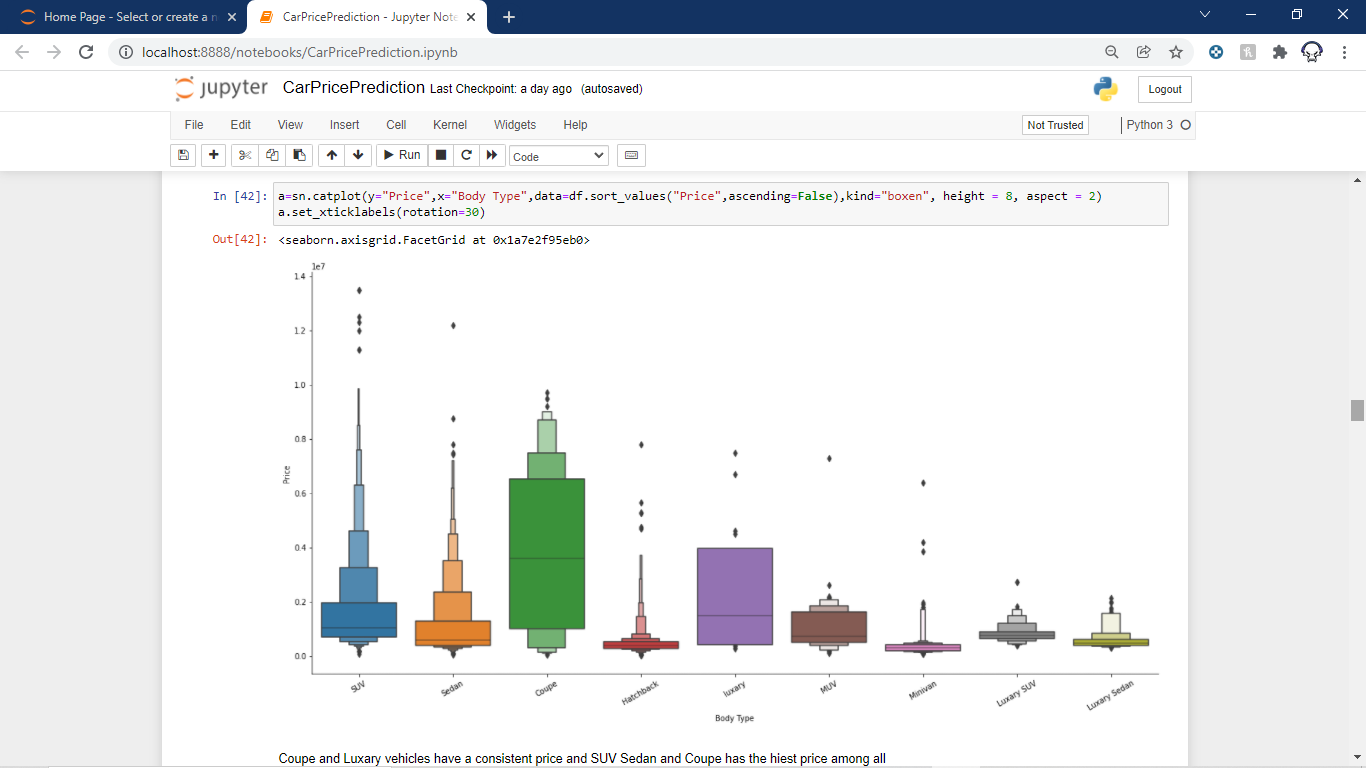 Home Page - Select or create a n
CarPricePrediction - Jupyter Note
localhost:8888/notebooks/CarPricePrediction.ipynb
jupyter CarPricePrediction Last Checkpoint: a day ago (autosaved)
Logout
File Edit View Insert Cell Kernel Widgets Help
Not Trusted Python 3
Run Code
In [42]: a=sn.catplot(y="Price",x="Body Type",data=df.sort_values("Price",ascending=False),kind="boxen", height = 8, aspect = 2)
a.set_xticklabels(rotation=30)
Out[42]: <seaborn.axisgrid.FacetGrid at 0x1a7e2f95eb0>
1e7
1.4
1.2
1.0
0.8
0.6
0.4
0.2
0.0
Price
SUV Sedan Coupe Hatchback luxary MUV Minivan Luxary SUV Luxary Sedan
Body Type
Coupe and Luxary vehicles have a consistent price and SUV Sedan and Coupe has the hiest price among all